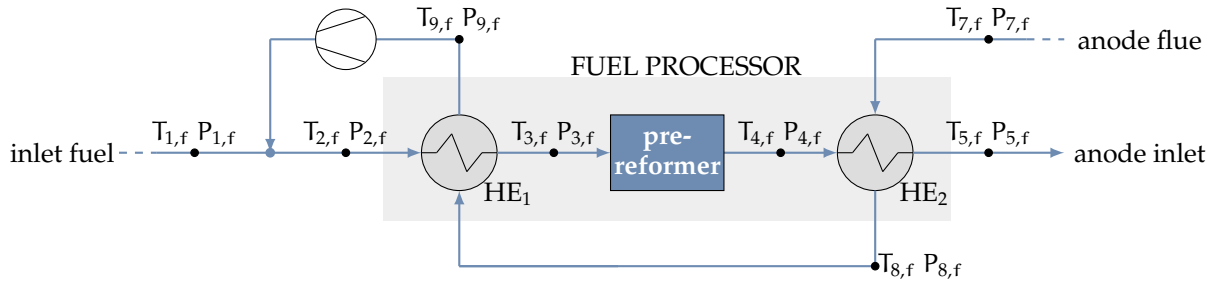 T9,f P9,f
T7,f P7,f
anode flue
FUEL PROCESSOR
inlet fuel
T1,f P1,f
T2,f P2,f
T3,f P3,f
pre-
reformer
T4,f P4,f
T5,f P5,f
anode inlet
HE1
HE2
T8,f P8,f